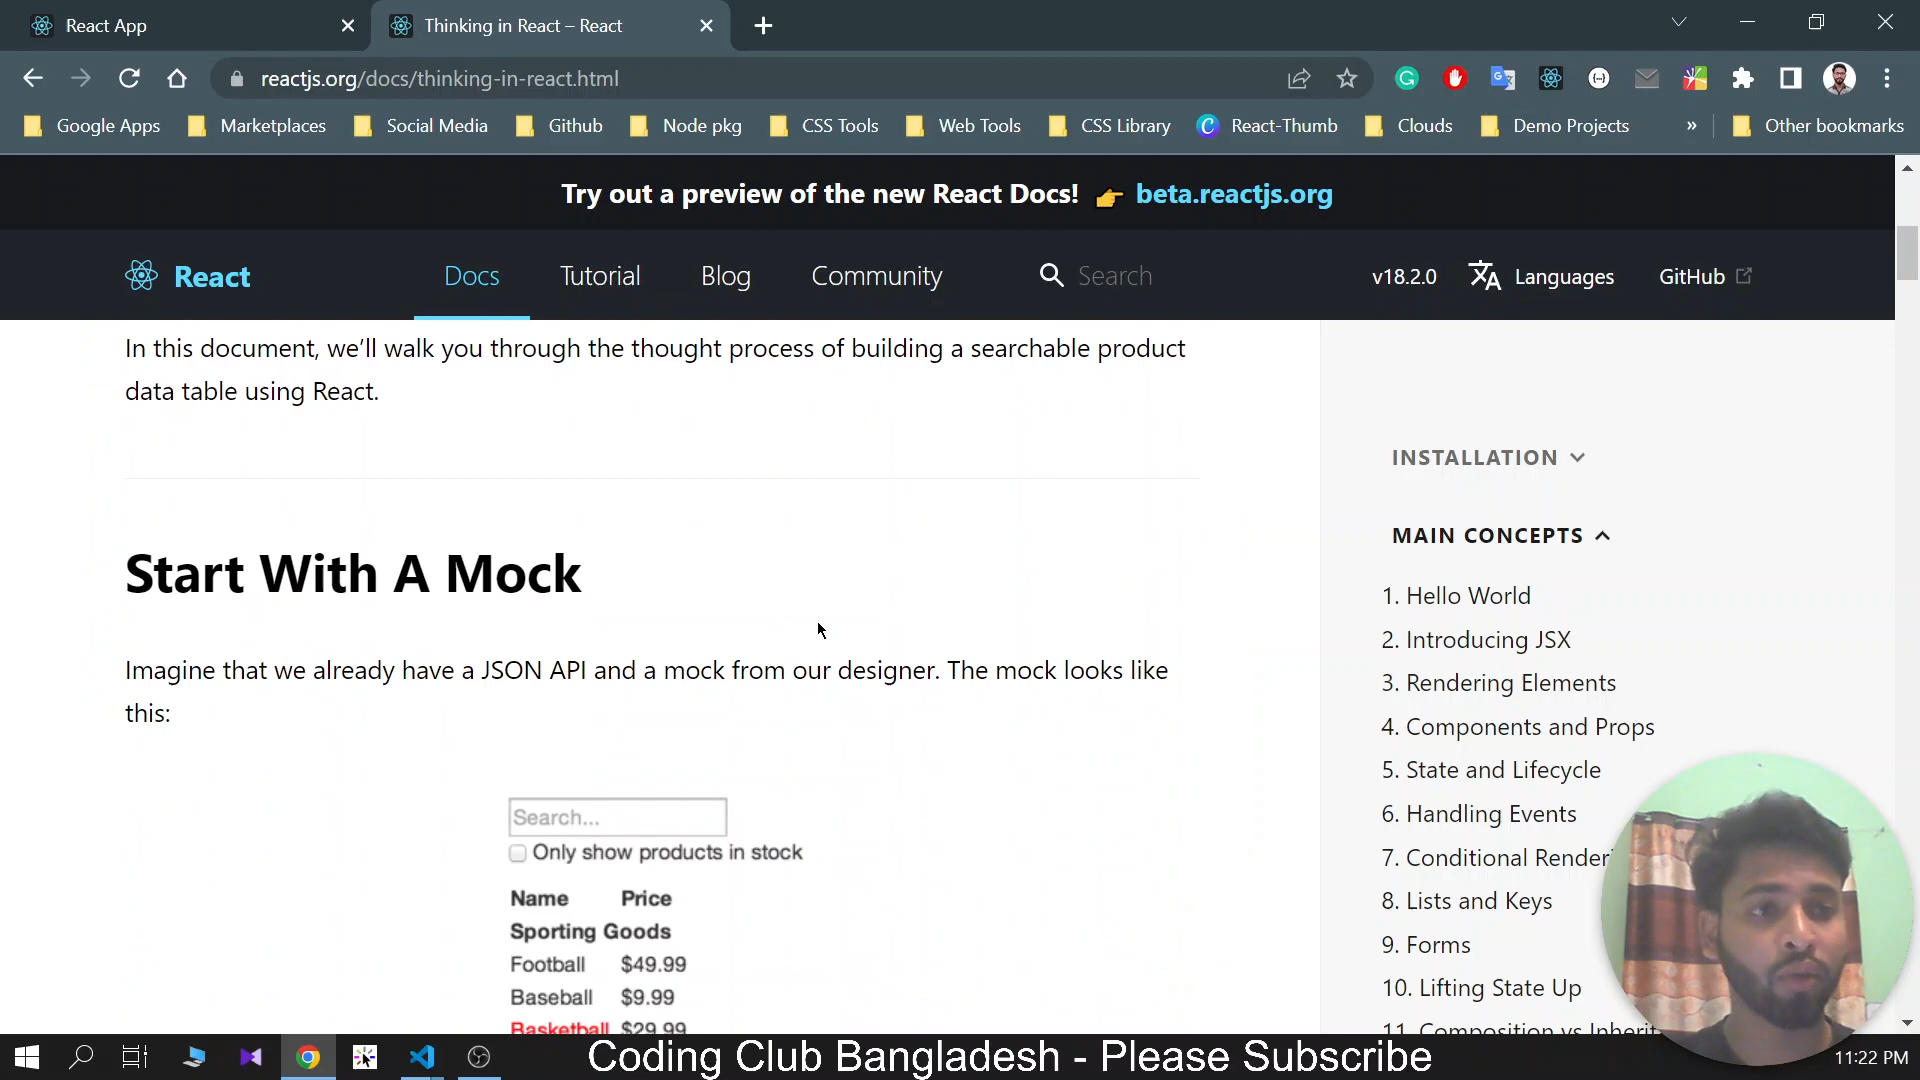 React App
Thinking in React – React
reactjs.org/docs/thinking-in-react.html
Google Apps
Marketplaces
Social Media
Github
Node pkg
CSS Tools
Web Tools
CSS Library
React-Thumb
Clouds
Demo Projects
»
Other bookmarks
Try out a preview of the new React Docs! 👉 beta.reactjs.org
React
Docs
Tutorial
Blog
Community
Search
v18.2.0
Languages
GitHub
In this document, we’ll walk you through the thought process of building a searchable product
data table using React.
Start With A Mock
Imagine that we already have a JSON API and a mock from our designer. The mock looks like
this:
Search...
Only show products in stock
Name Price
Sporting Goods
Football $49.99
Baseball $9.99
Basketball $29.99
INSTALLATION
MAIN CONCEPTS
1. Hello World
2. Introducing JSX
3. Rendering Elements
4. Components and Props
5. State and Lifecycle
6. Handling Events
7. Conditional Renderi
8. Lists and Keys
9. Forms
10. Lifting State Up
11. Composition vs Inherit
Coding Club Bangladesh - Please Subscribe
11:22 PM